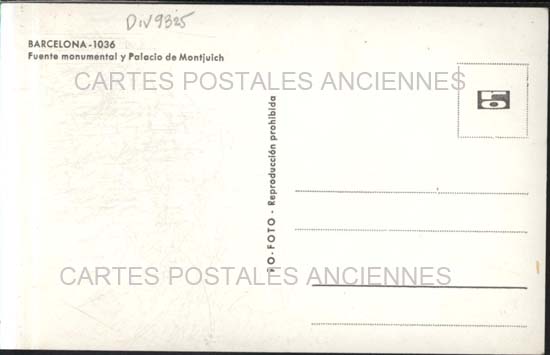 Div9325
BARCELONA-1036
Fuente monumental y Palacio de Montjuich
CARTES POSTALES ANCIENNES
FOTO - Reproducción prohibida
CARTES POSTALES ANCIENNES